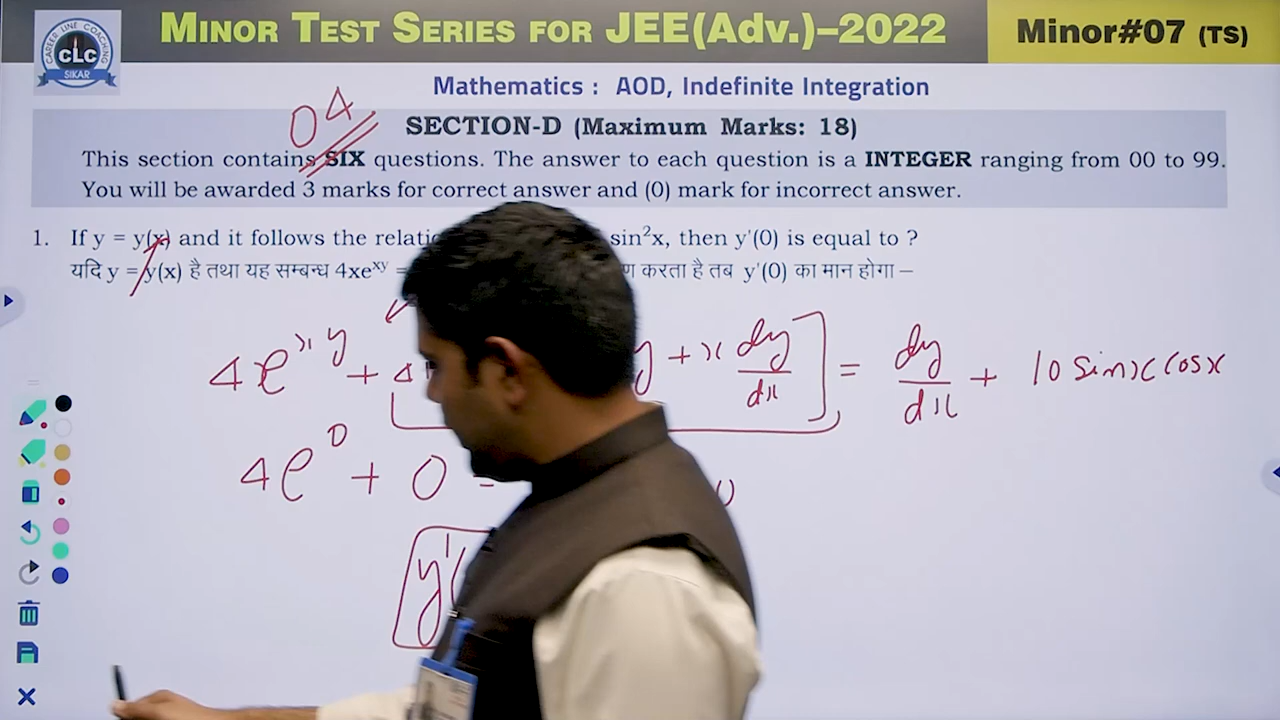 MINOR TEST SERIES FOR JEE(ADV.)–2022
Minor#07 (TS)
CAREER LINE COACHING
CLC
SIKAR
Mathematics : AOD, Indefinite Integration
04
SECTION-D (Maximum Marks: 18)
This section contains SIX questions. The answer to each question is a INTEGER ranging from 00 to 99.
You will be awarded 3 marks for correct answer and (0) mark for incorrect answer.
1. If y = y(x) and it follows the sin²x, then y'(0) is equal to ?
यदि y = y(x) है तथा यह सम्बन्ध 4xe^xy = करता है तब y'(0) का मान होगा –
4e^xy + 4 y + x dy/dx ] = dy/dx + 10 sinx cosx
4e^0 + 0 =
y'(